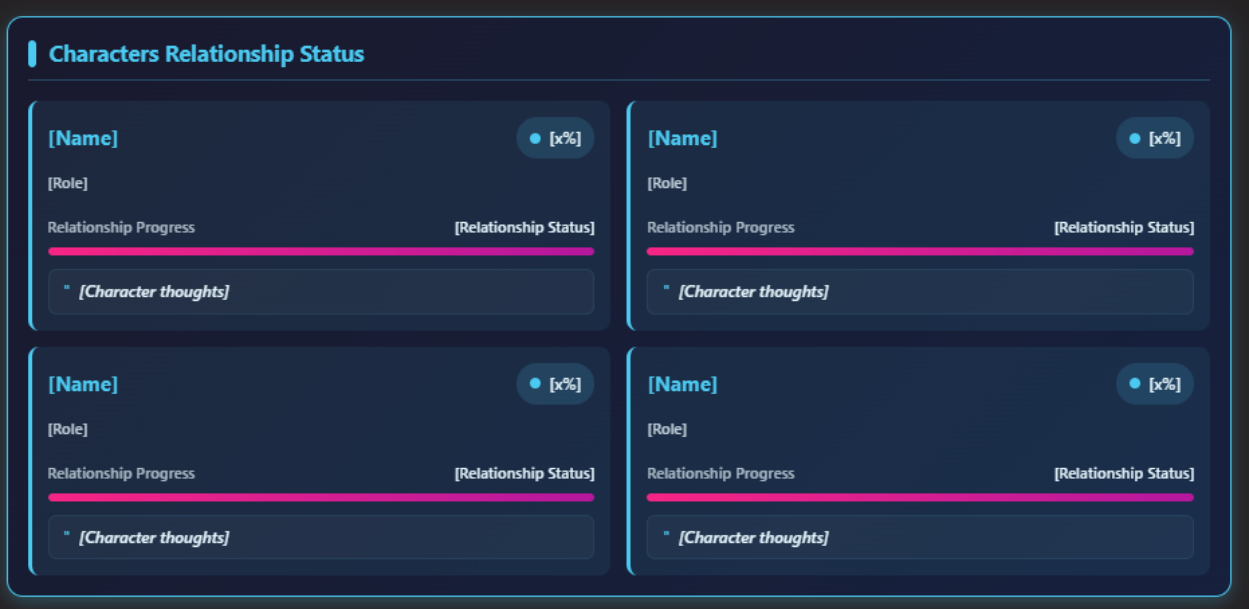 Characters Relationship Status
[Name] [x%]
[Role]
Relationship Progress [Relationship Status]
" [Character thoughts]
[Name] [x%]
[Role]
Relationship Progress [Relationship Status]
" [Character thoughts]
[Name] [x%]
[Role]
Relationship Progress [Relationship Status]
" [Character thoughts]
[Name] [x%]
[Role]
Relationship Progress [Relationship Status]
" [Character thoughts]